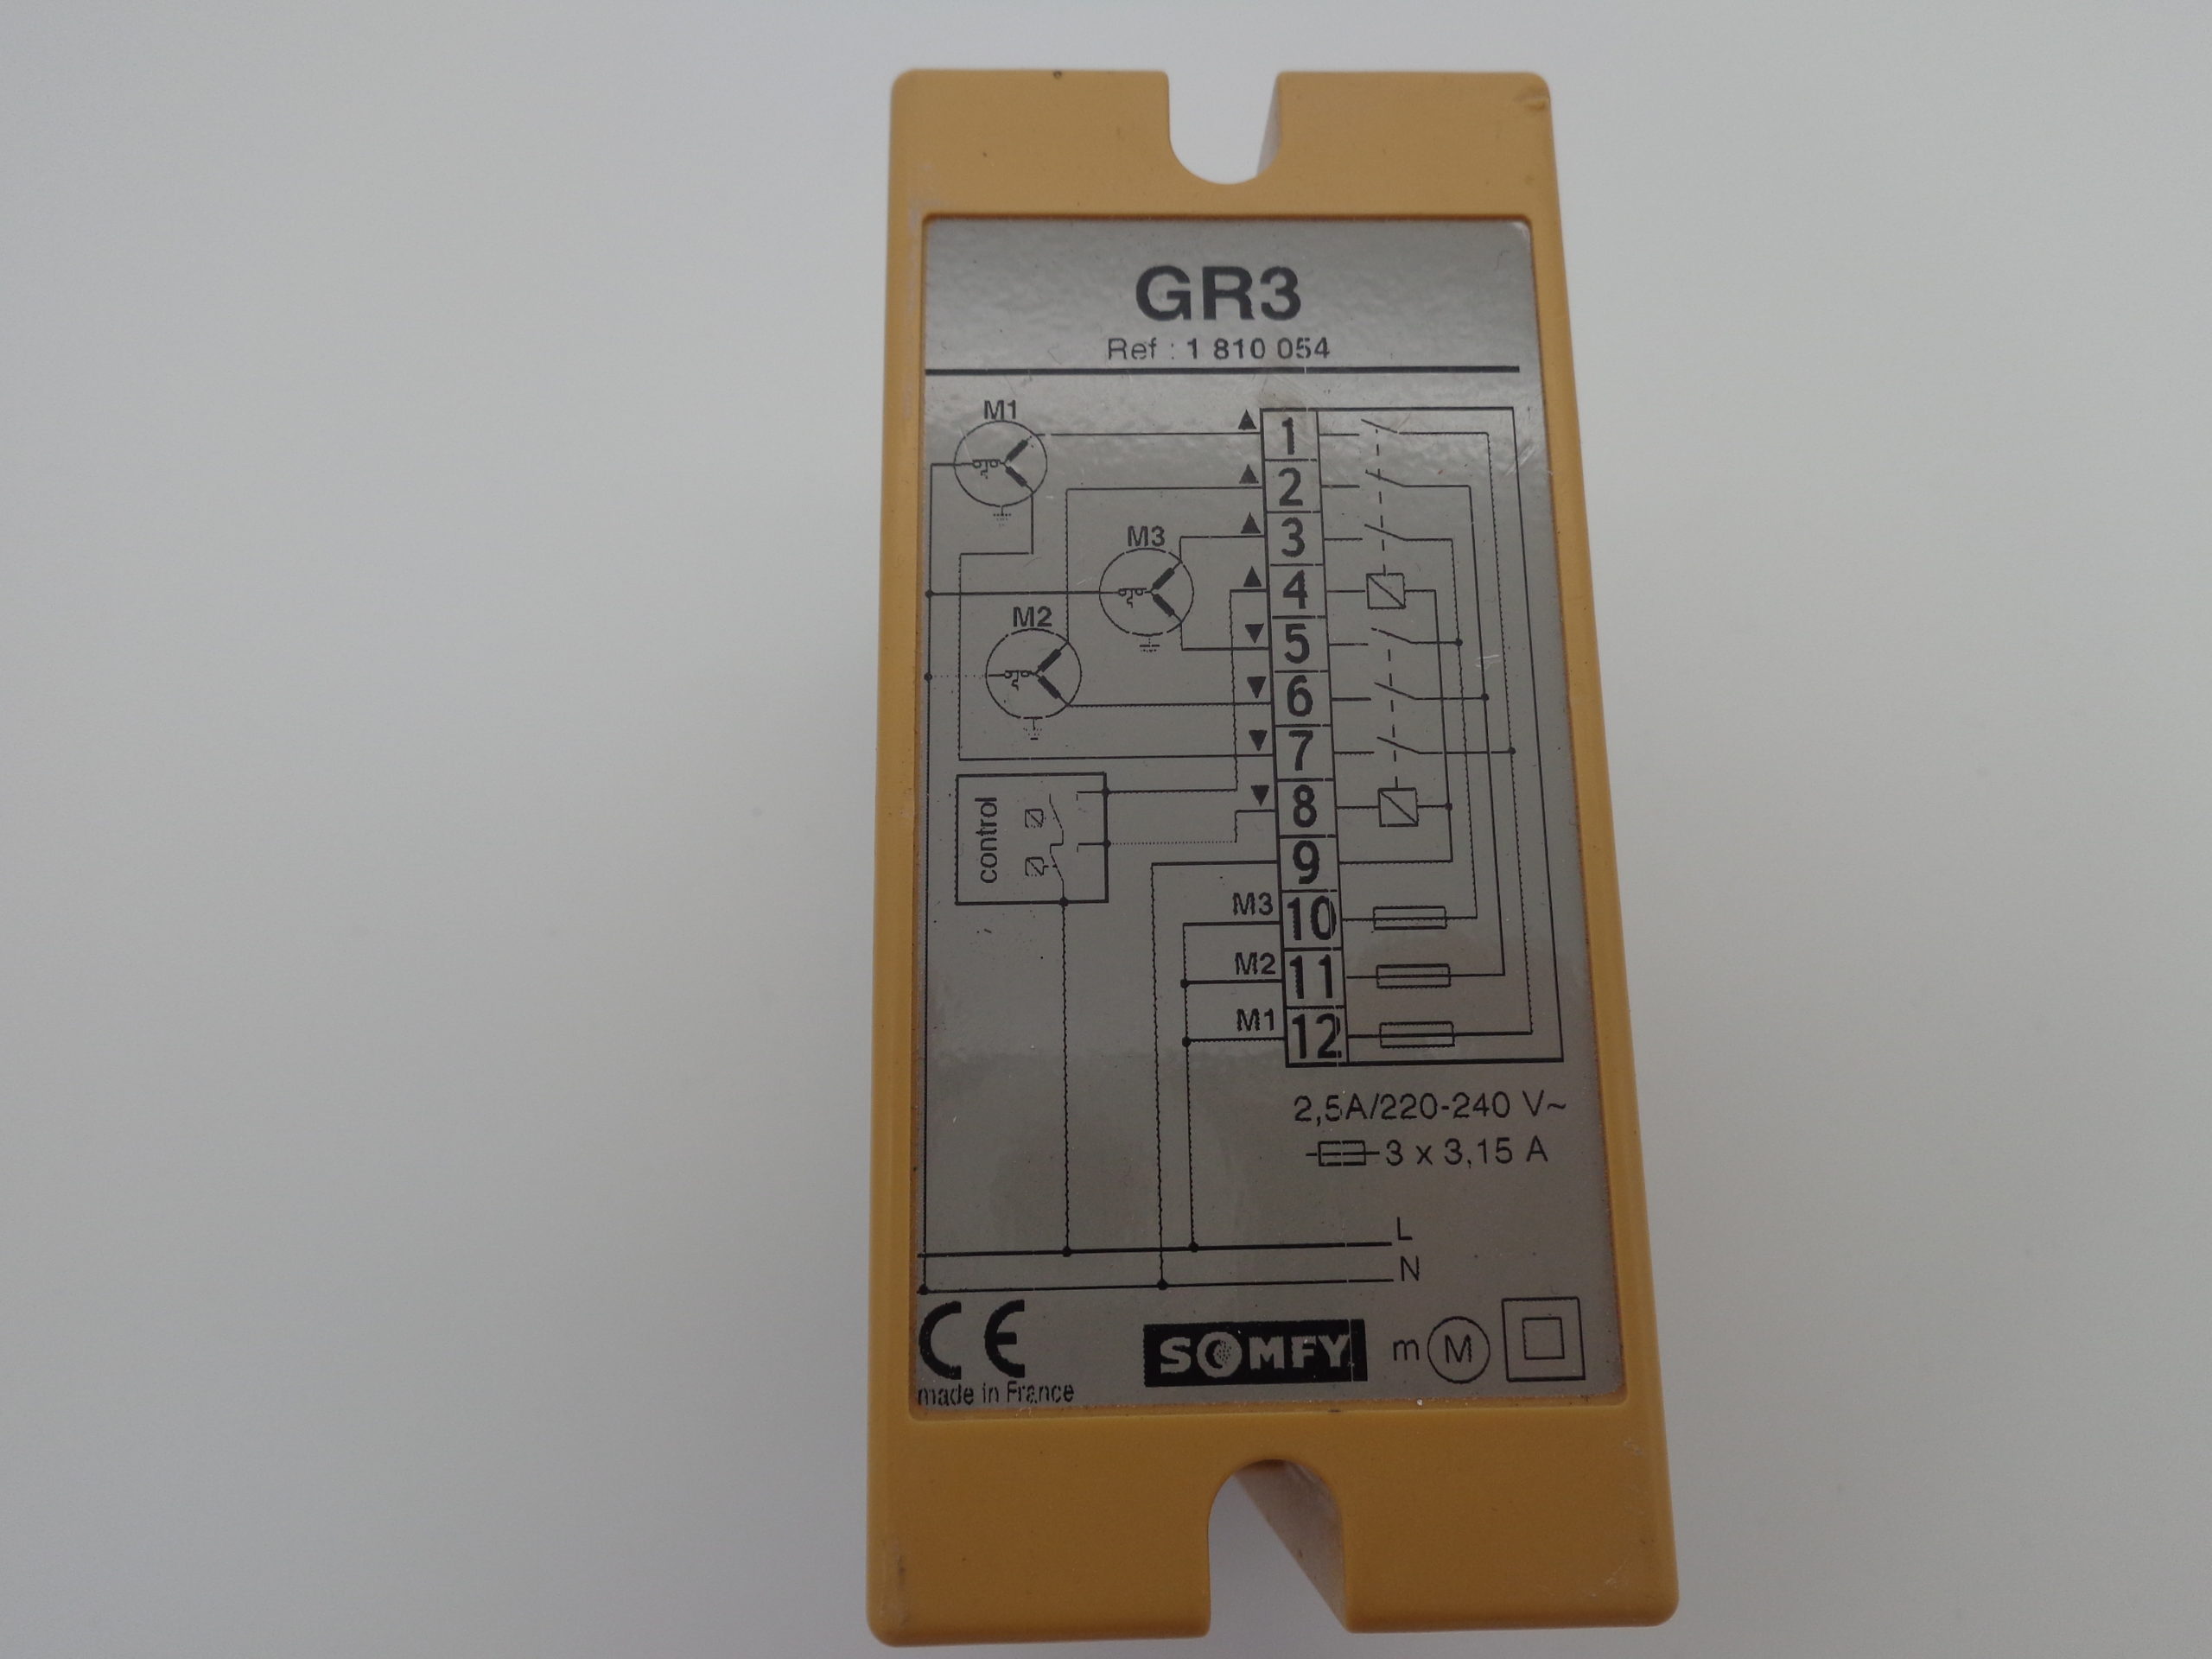 GR3
Ref : 1 810 054
M1
M3
M2
control
1
2
3
4
5
6
7
8
9
M3 10
M2 11
M1 12
2,5A/220-240 V~
3 x 3,15 A
L
N
CE
made in France
SOMFY
m M